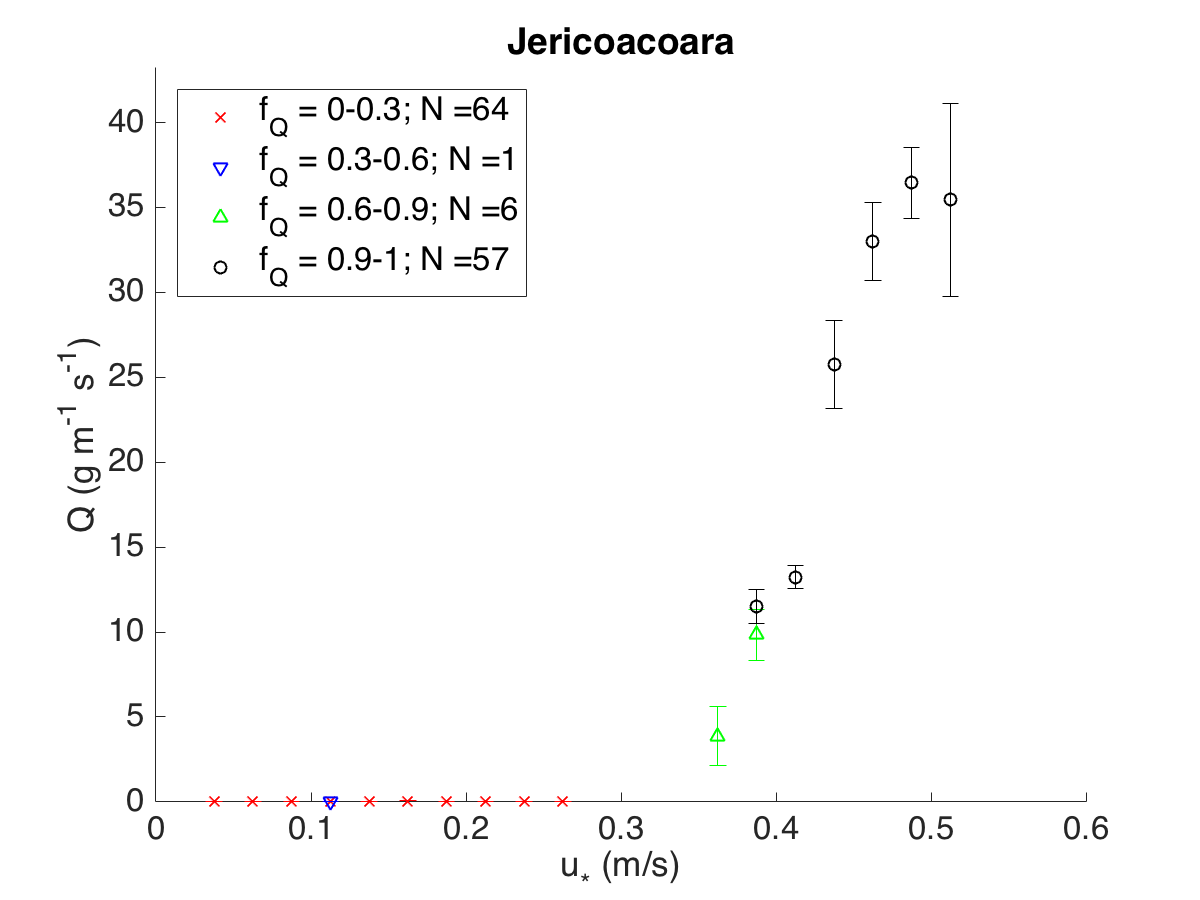 Jericoacoara
f_Q = 0-0.3; N =64
f_Q = 0.3-0.6; N =1
f_Q = 0.6-0.9; N =6
f_Q = 0.9-1; N =57
40
35
30
25
20
15
10
5
0
Q (g m^-1 s^-1)
0 0.1 0.2 0.3 0.4 0.5 0.6
u_* (m/s)